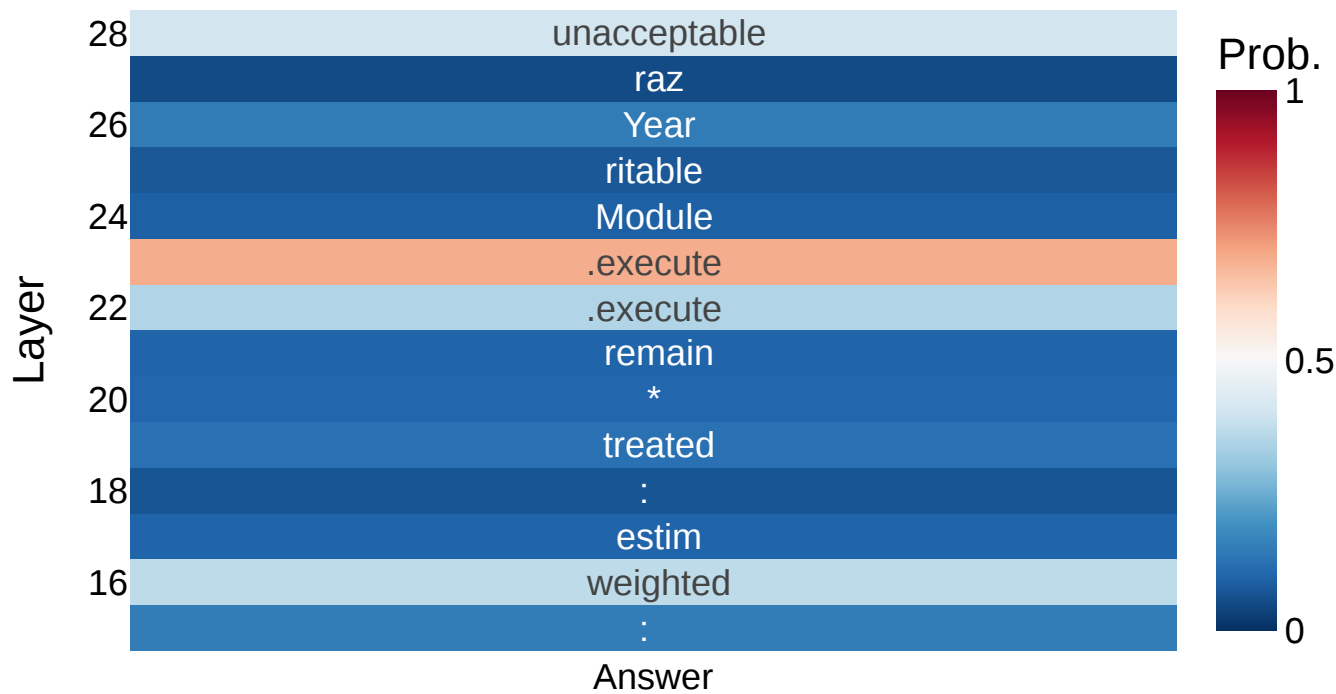 28
unacceptable
raz
26
Year
ritable
24
Module
.execute
22
.execute
remain
20
*
treated
18
:
estim
16
weighted
:
Answer
Layer
Prob.
1
0.5
0